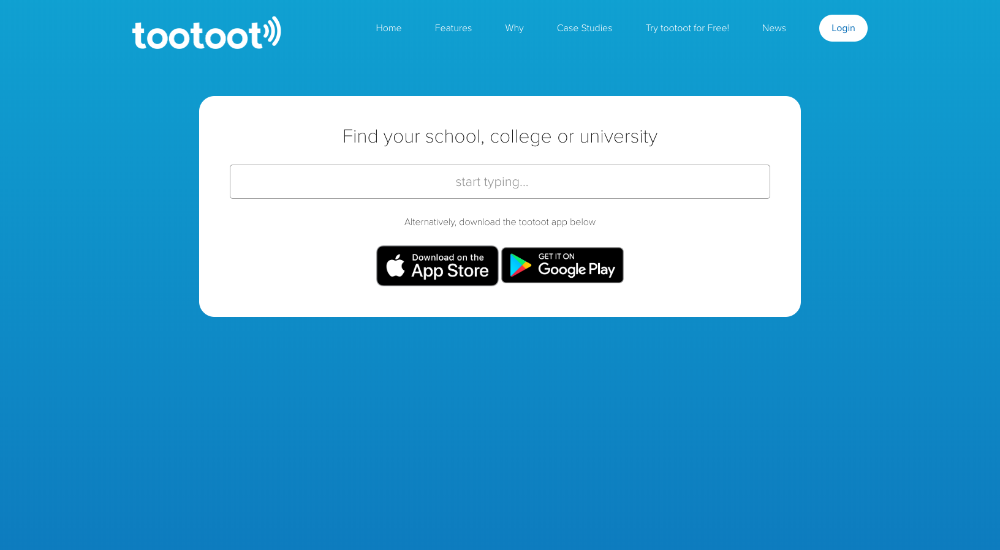 tootoot
Home Features Why Case Studies Try tootoot for Free! News Login
Find your school, college or university
start typing...
Alternatively, download the tootoot app below
Download on the
App Store
GET IT ON
Google Play